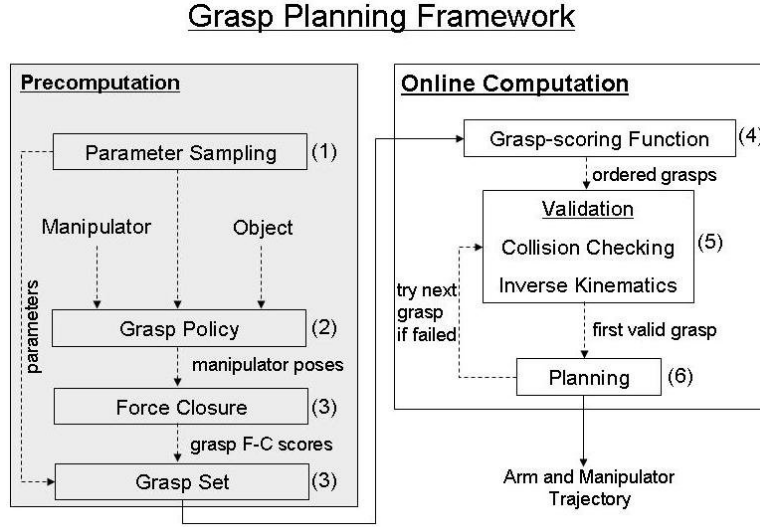 Grasp Planning Framework
Precomputation
Parameter Sampling
(1)
Manipulator
Object
parameters
Grasp Policy
(2)
manipulator poses
Force Closure
(3)
grasp F-C scores
Grasp Set
(3)
Online Computation
Grasp-scoring Function
(4)
ordered grasps
Validation
Collision Checking
(5)
Inverse Kinematics
try next
grasp
if failed
first valid grasp
Planning
(6)
Arm and Manipulator
Trajectory